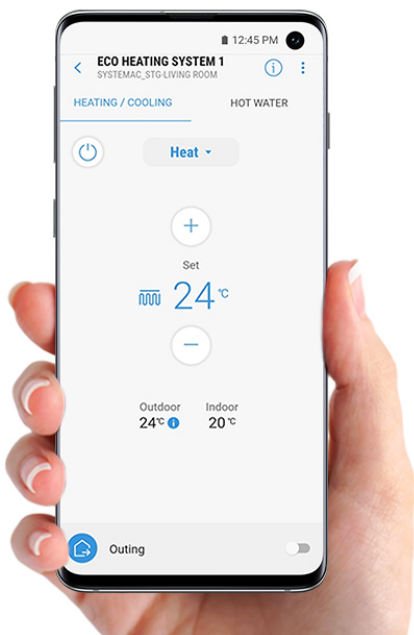 12:45 PM
ECO HEATING SYSTEM 1
SYSTEMAC_STG-LIVING ROOM
HEATING / COOLING HOT WATER
Heat
Set
24℃
Outdoor Indoor
24℃ 20℃
Outing